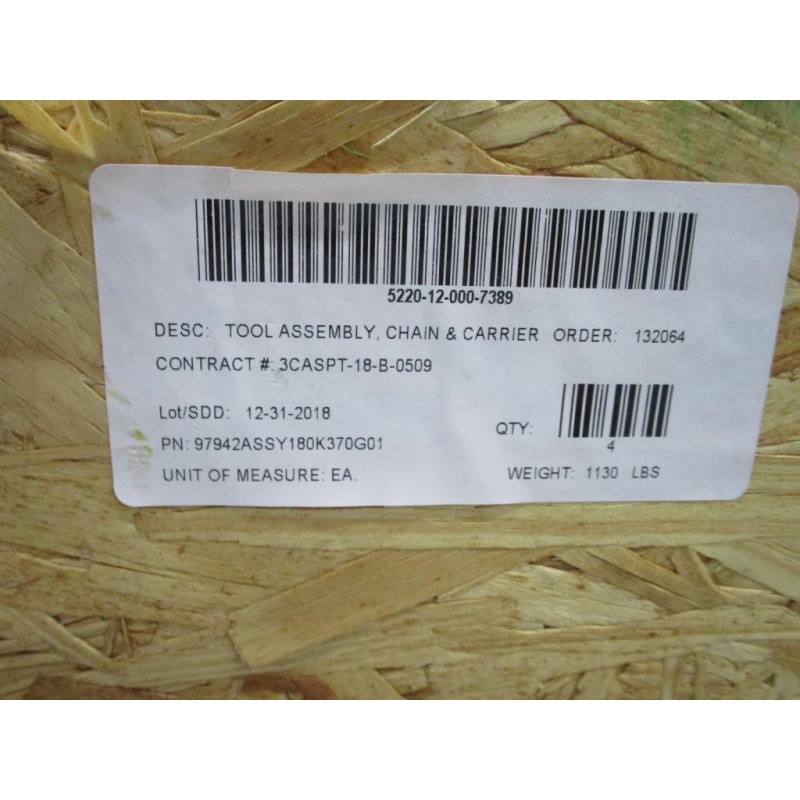 5220-12-000-7389
DESC: TOOL ASSEMBLY, CHAIN & CARRIER ORDER: 132064
CONTRACT #: 3CASPT-18-B-0509
Lot/SDD: 12-31-2018
QTY:
4
PN: 97942ASSY180K370G01
UNIT OF MEASURE: EA.
WEIGHT: 1130 LBS